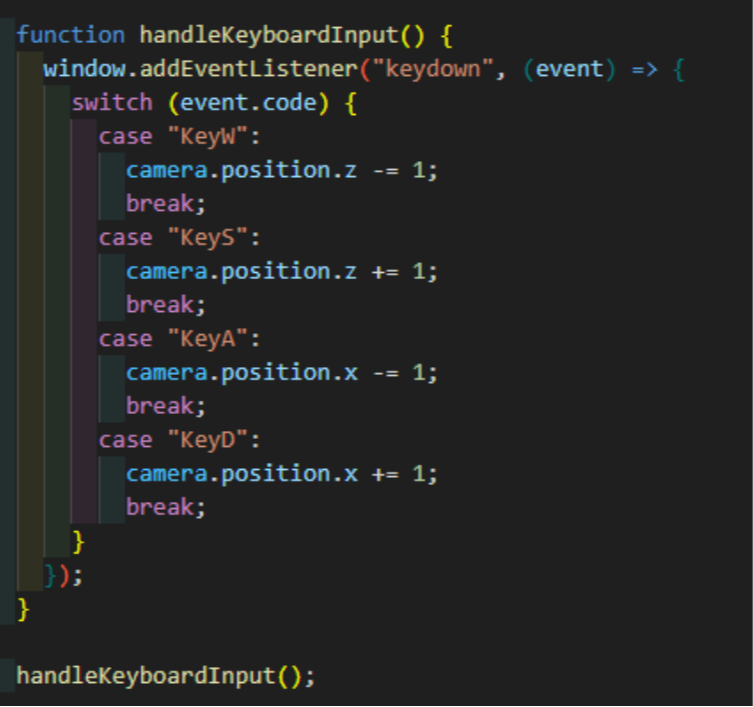 function handleKeyboardInput() {
  window.addEventListener("keydown", (event) => {
    switch (event.code) {
      case "KeyW":
        camera.position.z -= 1;
        break;
      case "KeyS":
        camera.position.z += 1;
        break;
      case "KeyA":
        camera.position.x -= 1;
        break;
      case "KeyD":
        camera.position.x += 1;
        break;
    }
  });
}

handleKeyboardInput();